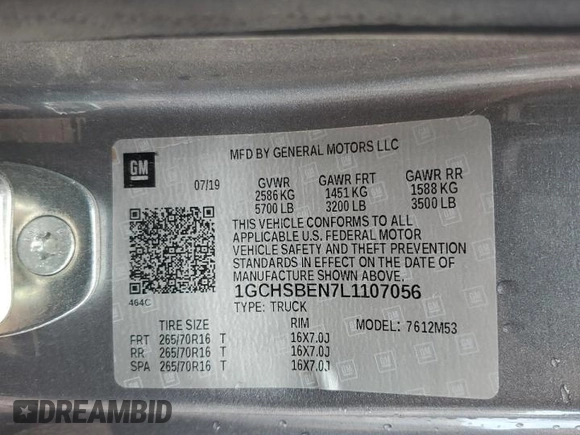 GM
MFD BY GENERAL MOTORS LLC
07/19 GVWR GAWR FRT GAWR RR
2586 KG 1451 KG 1588 KG
5700 LB 3200 LB 3500 LB
THIS VEHICLE CONFORMS TO ALL
APPLICABLE U.S. FEDERAL MOTOR
VEHICLE SAFETY AND THEFT PREVENTION
STANDARDS IN EFFECT ON THE DATE OF
MANUFACTURE SHOWN ABOVE.
464C
1GCHSBEN7L1107056
TYPE: TRUCK
TIRE SIZE RIM MODEL: 7612M53
FRT 265/70R16 T 16X7.0J
RR 265/70R16 T 16X7.0J
SPA 265/70R16 T 16X7.0J
DREAMBID